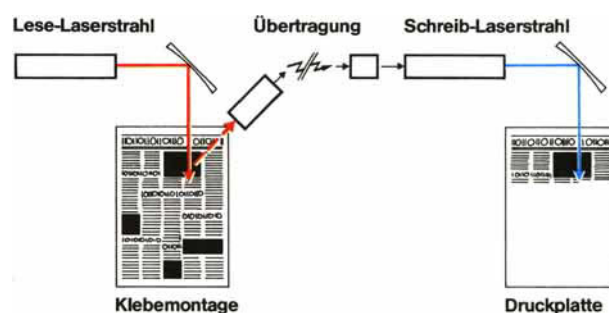 Lese-Laserstrahl
Übertragung
Schreib-Laserstrahl
Klebemontage
Druckplatte